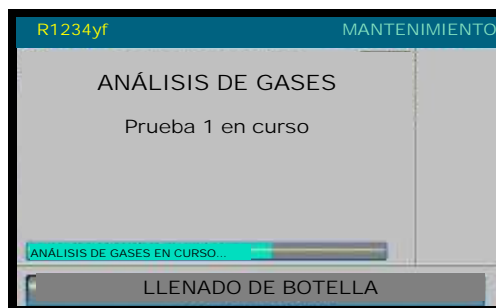 R1234yf MANTENIMIENTO
ANÁLISIS DE GASES
Prueba 1 en curso
ANÁLISIS DE GASES EN CURSO...
LLENADO DE BOTELLA